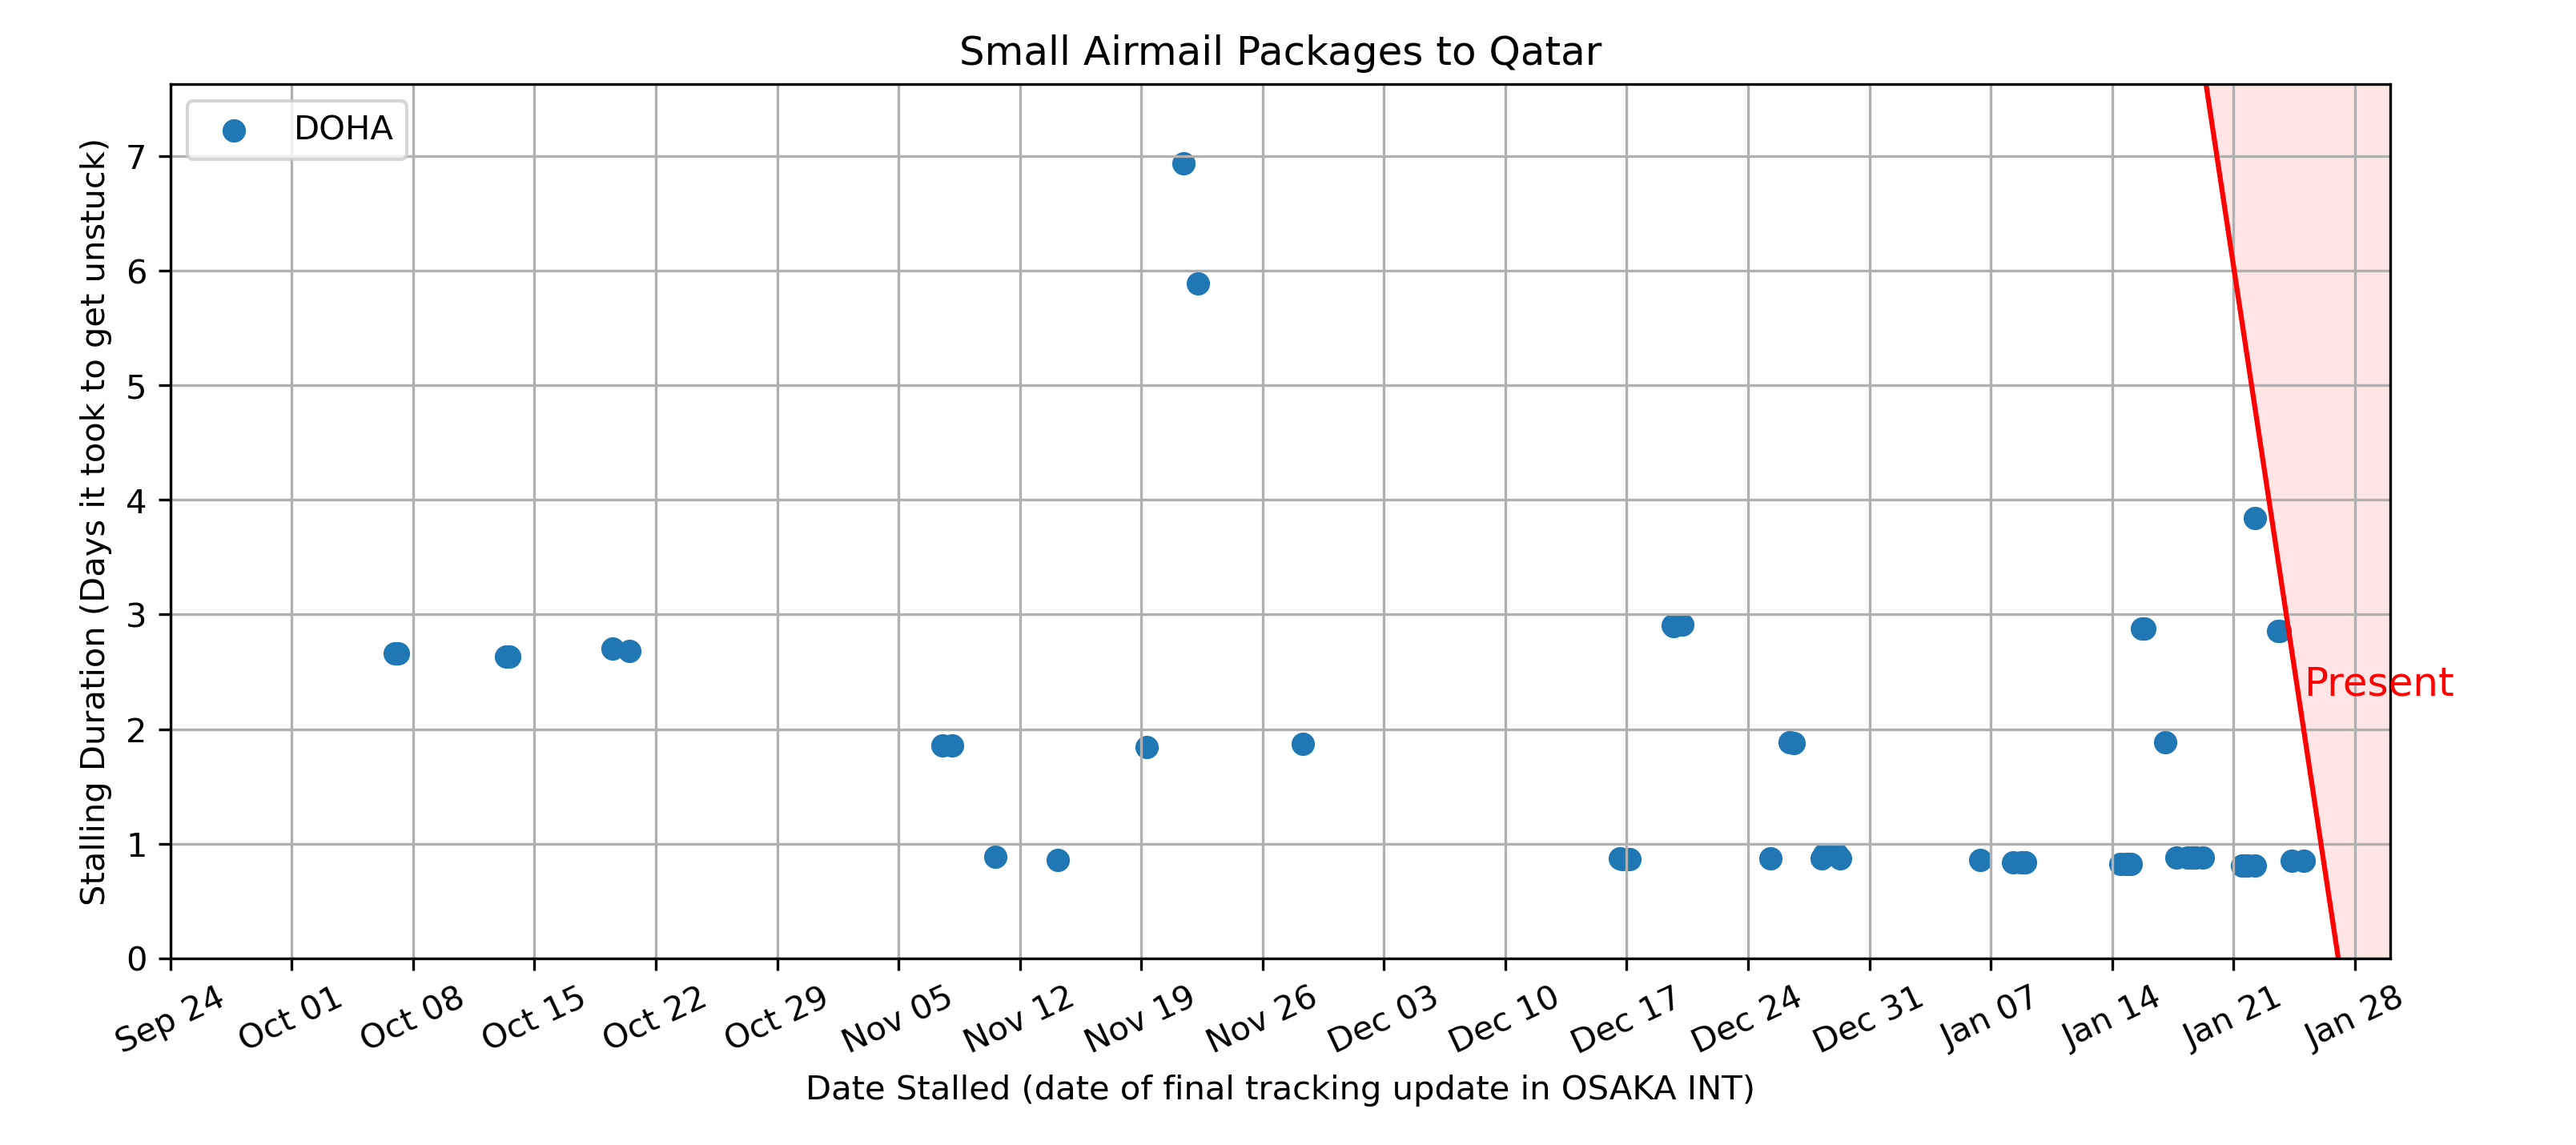 Small Airmail Packages to Qatar
DOHA
Stalling Duration (Days it took to get unstuck)
7
6
5
4
3
2
1
0
Present
Sep 24 Oct 01 Oct 08 Oct 15 Oct 22 Oct 29 Nov 05 Nov 12 Nov 19 Nov 26 Dec 03 Dec 10 Dec 17 Dec 24 Dec 31 Jan 07 Jan 14 Jan 21 Jan 28
Date Stalled (date of final tracking update in OSAKA INT)